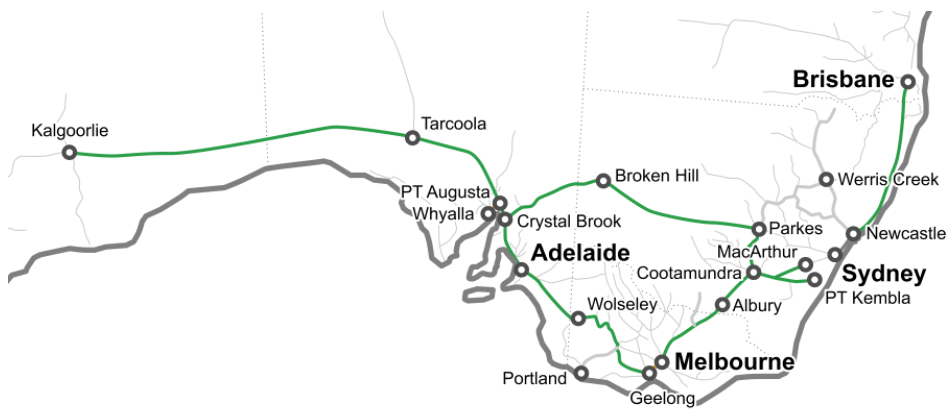 Brisbane
Kalgoorlie
Tarcoola
Broken Hill
Werris Creek
PT Augusta
Whyalla
Crystal Brook
Parkes
Newcastle
MacArthur
Adelaide
Cootamundra
Sydney
PT Kembla
Wolseley
Albury
Melbourne
Portland
Geelong